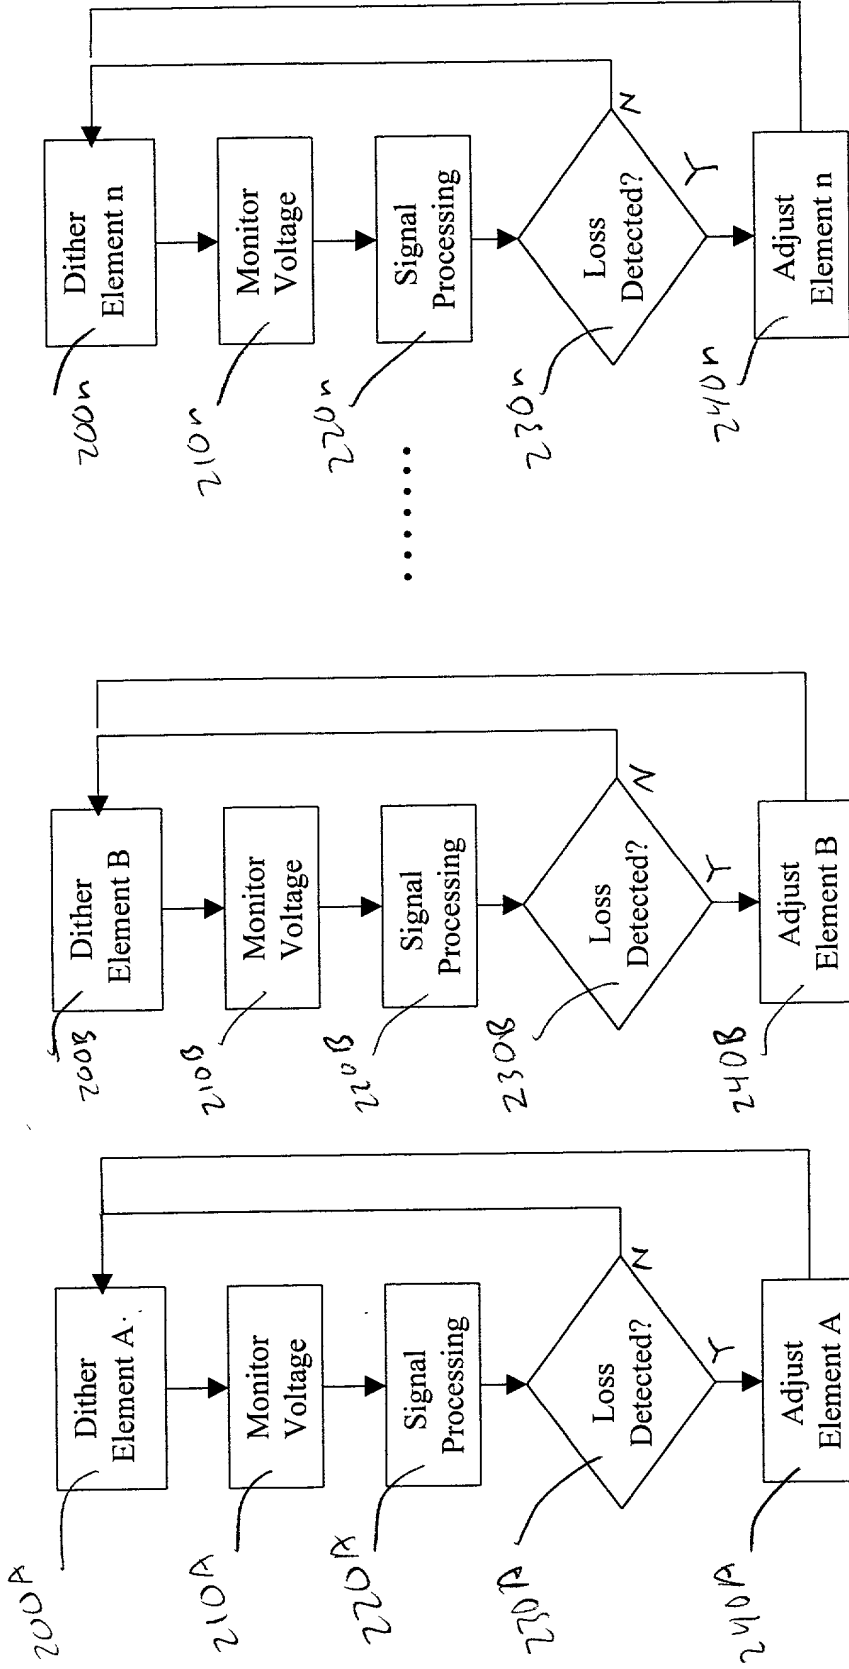 200A
Dither
Element A
210A
Monitor
Voltage
220A
Signal
Processing
230A
Loss
Detected?
N
Y
240A
Adjust
Element A
200B
Dither
Element B
210B
Monitor
Voltage
220B
Signal
Processing
230B
Loss
Detected?
N
Y
240B
Adjust
Element B
.......
200n
Dither
Element n
210n
Monitor
Voltage
220n
Signal
Processing
230n
Loss
Detected?
N
Y
240n
Adjust
Element n